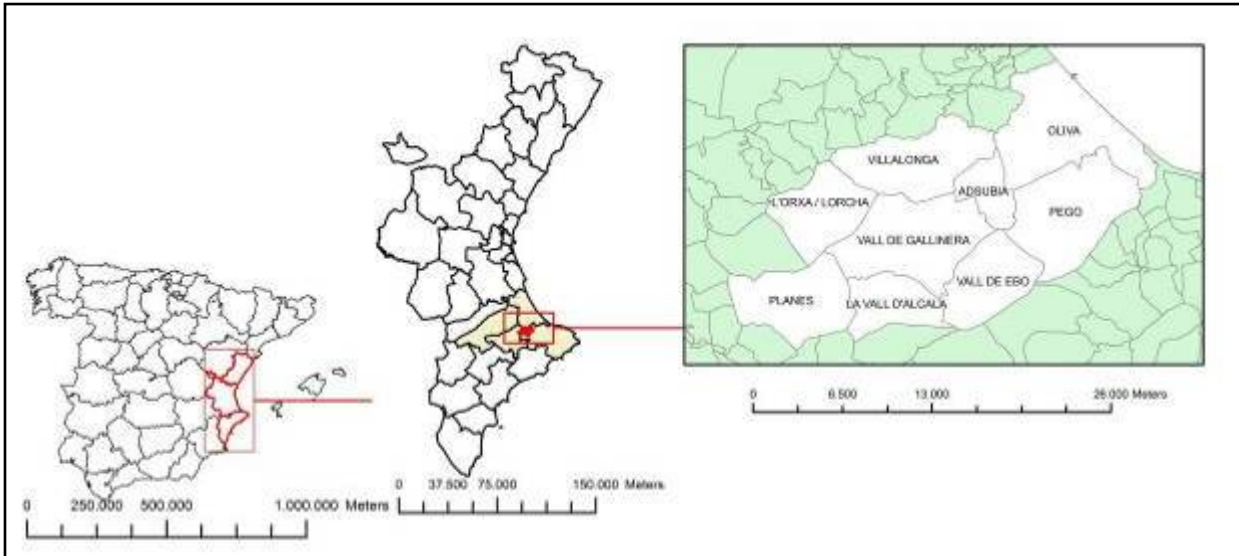 OLIVA
VILLALONGA
ADSUBIA
L'ORXA / LORCHA
PEGO
VALL DE GALLINERA
VALL DE EBO
PLANES
LA VALL D'ALCALA
0 6.500 13.000 26.000 Meters
0 37.500 75.000 150.000 Meters
0 250.000 500.000 1.000.000 Meters